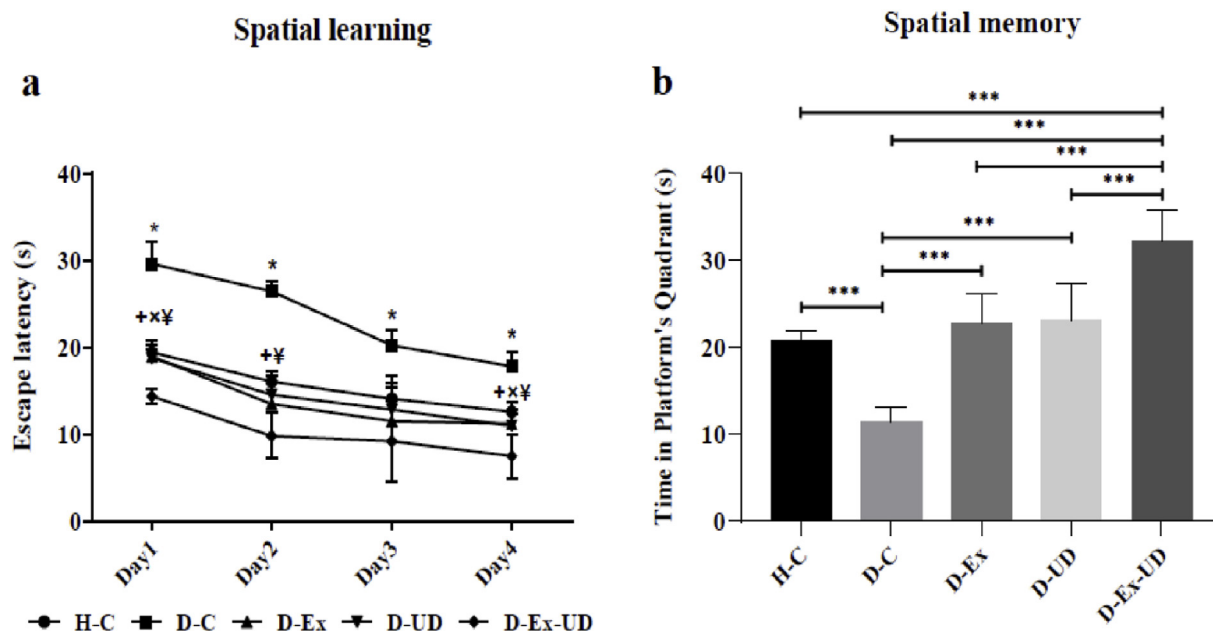 Spatial learning
a
Escape latency (s)
40
30
20
10
0
*
*
*
*
+×¥
+¥
+×¥
Day1
Day2
Day3
Day4
H-C D-C D-Ex D-UD D-Ex-UD
Spatial memory
b
Time in Platform's Quadrant (s)
40
30
20
10
0
***
***
***
***
***
***
***
H-C
D-C
D-Ex
D-UD
D-Ex-UD